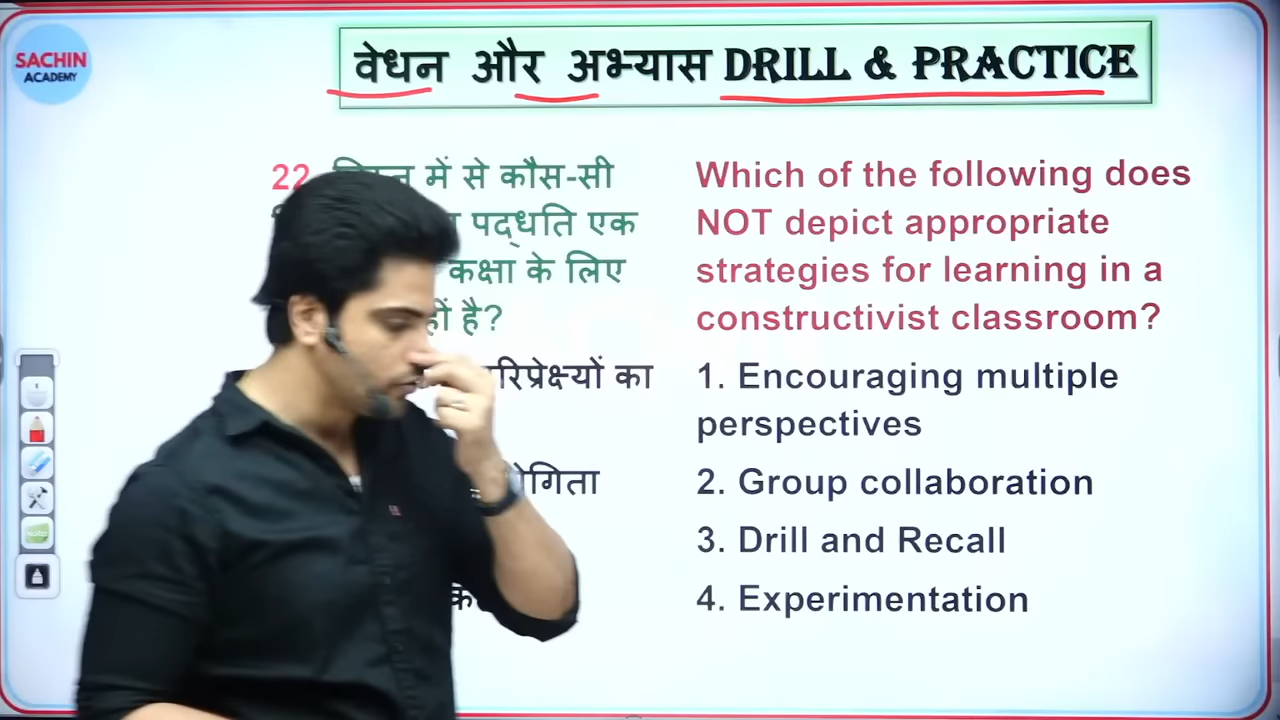 SACHIN
ACADEMY
वेधन और अभ्यास DRILL & PRACTICE
22 में से कौस-सी
पद्धति एक
कक्षा के लिए
है?
का
Which of the following does
NOT depict appropriate
strategies for learning in a
constructivist classroom?
1. Encouraging multiple
perspectives
2. Group collaboration
3. Drill and Recall
4. Experimentation